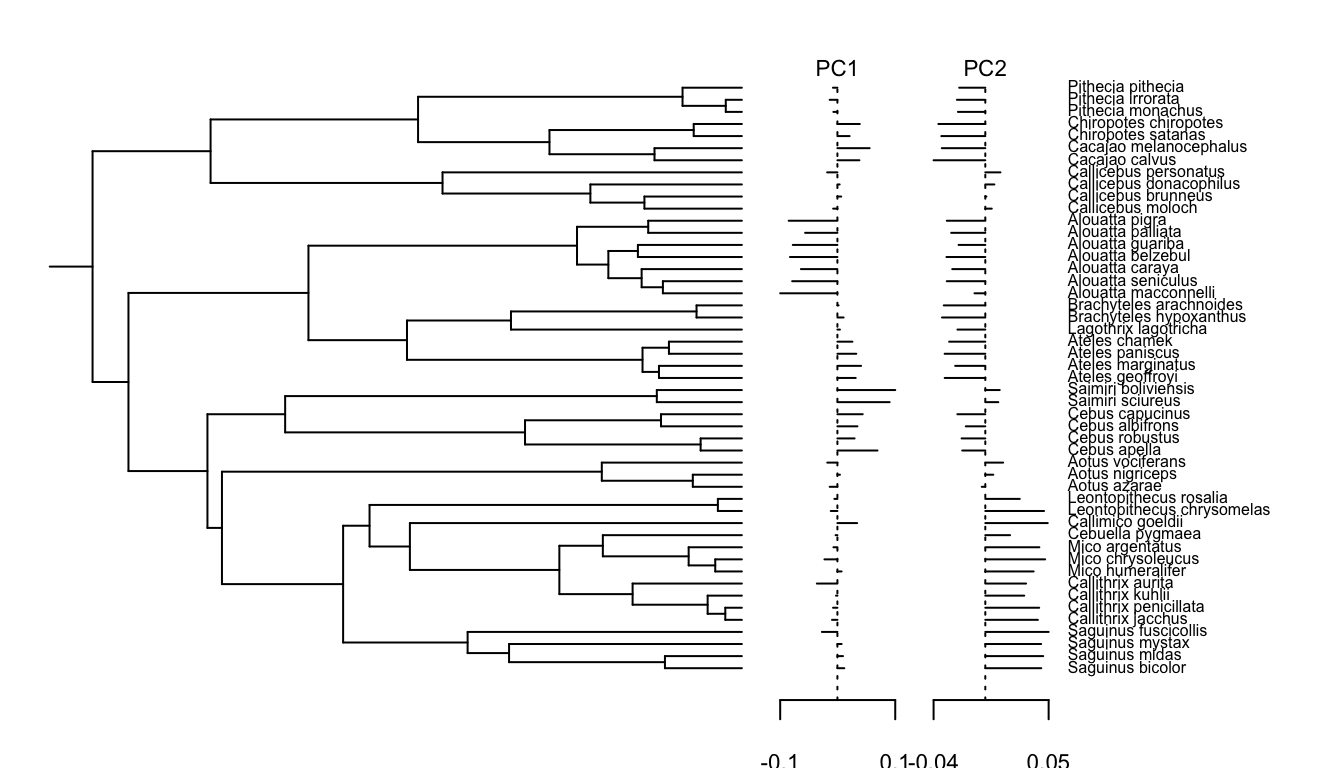 PC1 PC2
Pithecia pithecia
Pithecia irrorata
Pithecia monachus
Chiropotes chiropotes
Chiropotes satanas
Cacajao melanocephalus
Cacajao calvus
Callicebus personatus
Callicebus donacophilus
Callicebus brunneus
Callicebus moloch
Alouatta pigra
Alouatta palliata
Alouatta guariba
Alouatta belzebul
Alouatta caraya
Alouatta seniculus
Alouatta macconnelli
Brachyteles arachnoides
Brachyteles hypoxanthus
Lagothrix lagotricha
Ateles chamek
Ateles paniscus
Ateles marginatus
Ateles geoffroyi
Saimiri boliviensis
Saimiri sciureus
Cebus capucinus
Cebus albifrons
Cebus robustus
Cebus apella
Aotus vociferans
Aotus nigriceps
Aotus azarae
Leontopithecus rosalia
Leontopithecus chrysomelas
Callimico goeldii
Cebuella pygmaea
Mico argentatus
Mico chrysoleucus
Mico humeralifer
Callithrix aurita
Callithrix kuhlii
Callithrix penicillata
Callithrix jacchus
Saguinus fuscicollis
Saguinus mystax
Saguinus midas
Saguinus bicolor
-0.1 0.1 -0.04 0.05